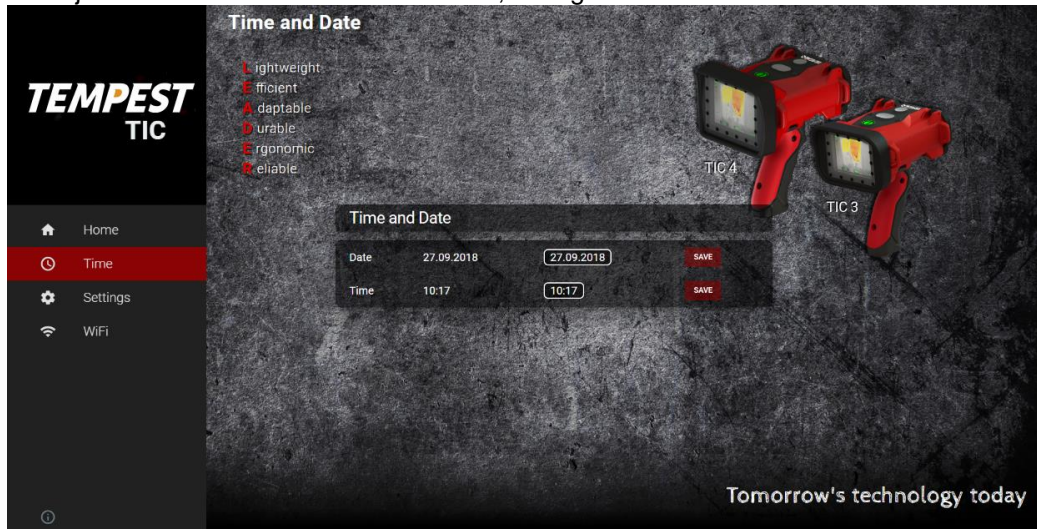 Time and Date
TEMPEST
TIC
Lightweight
Efficient
Adaptable
Durable
Ergonomic
Reliable
TIC 4
TIC 3
Home
Time
Settings
WiFi
Time and Date
Date 27.09.2018 27.09.2018 SAVE
Time 10:17 10:17 SAVE
Tomorrow's technology today